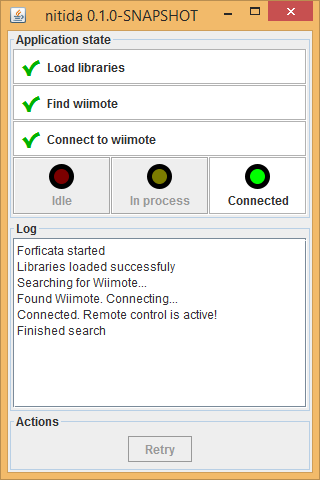 nitida 0.1.0-SNAPSHOT
Application state
Load libraries
Find wiimote
Connect to wiimote
Idle
In process
Connected
Log
Forficata started
Libraries loaded successfuly
Searching for Wiimote...
Found Wiimote. Connecting...
Connected. Remote control is active!
Finished search
Actions
Retry